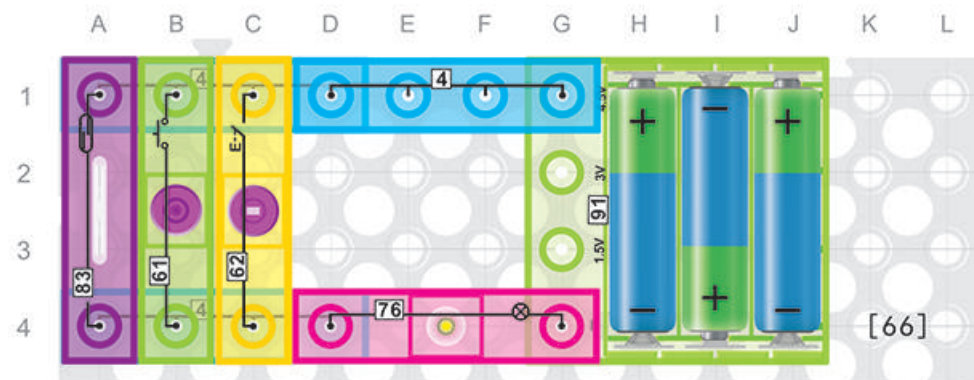 A B C D E F G H I J K L
1 4 4 4.5V + − +
E
2 3V
91
3 1.5V
83 61 62
4 4 76 − + − [66]